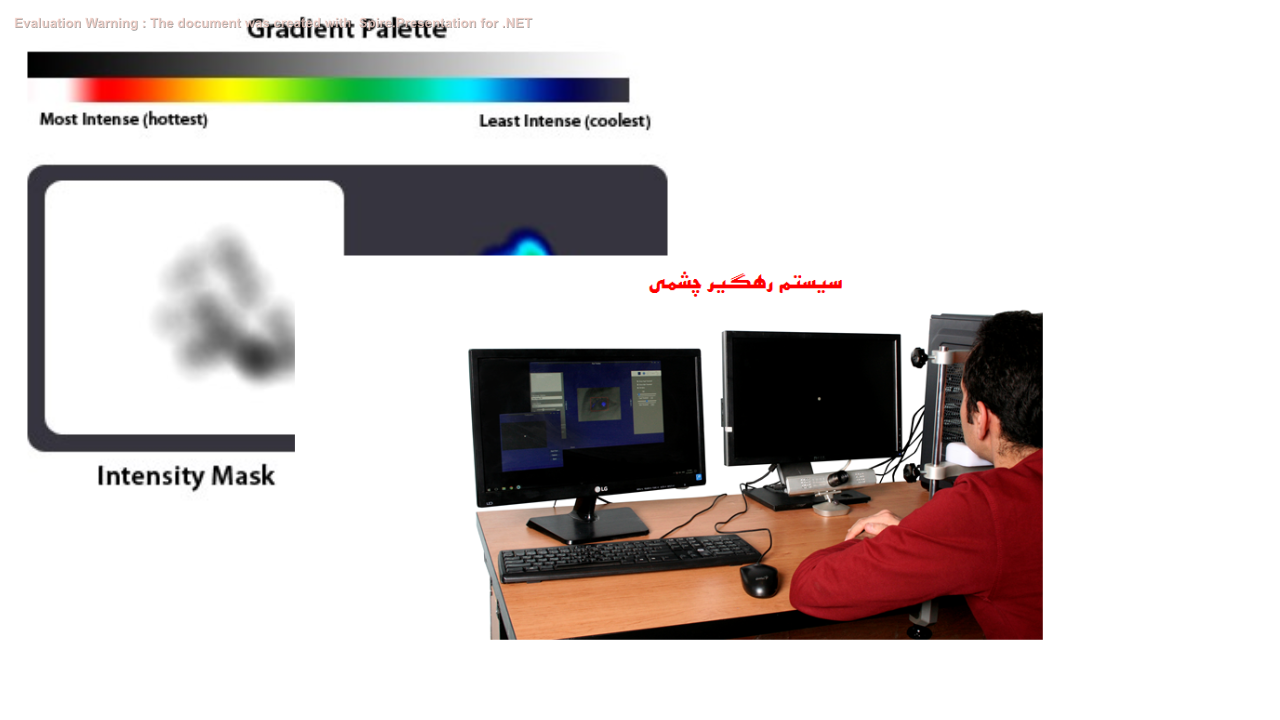 Evaluation Warning : The document was created with Spire.Presentation for .NET
Gradient Palette
Most Intense (hottest)
Least Intense (coolest)
Intensity Mask
سیستم رهگیر چشمی
LG